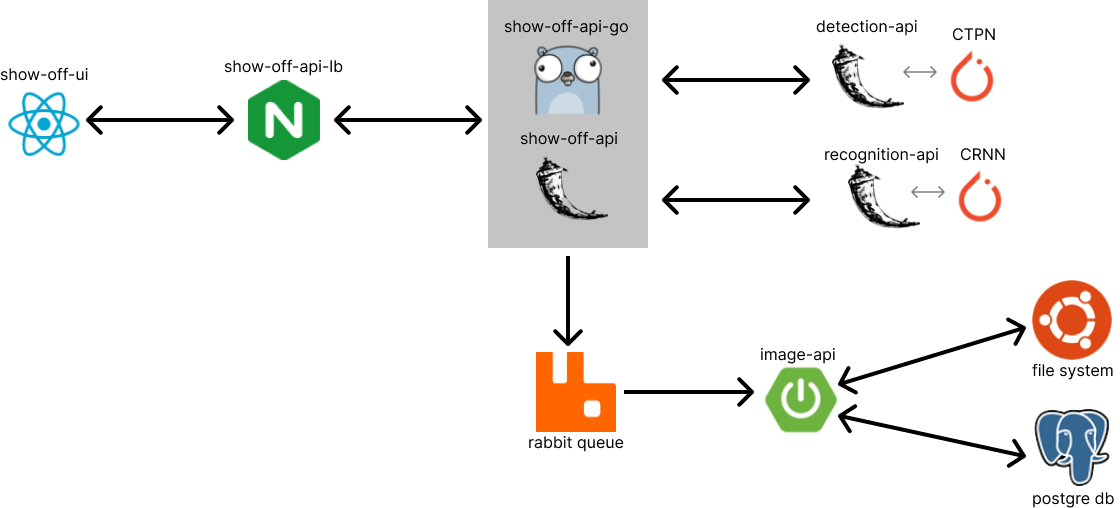 show-off-ui
show-off-api-lb
N
show-off-api-go
show-off-api
detection-api
CTPN
recognition-api
CRNN
rabbit queue
image-api
file system
postgre db